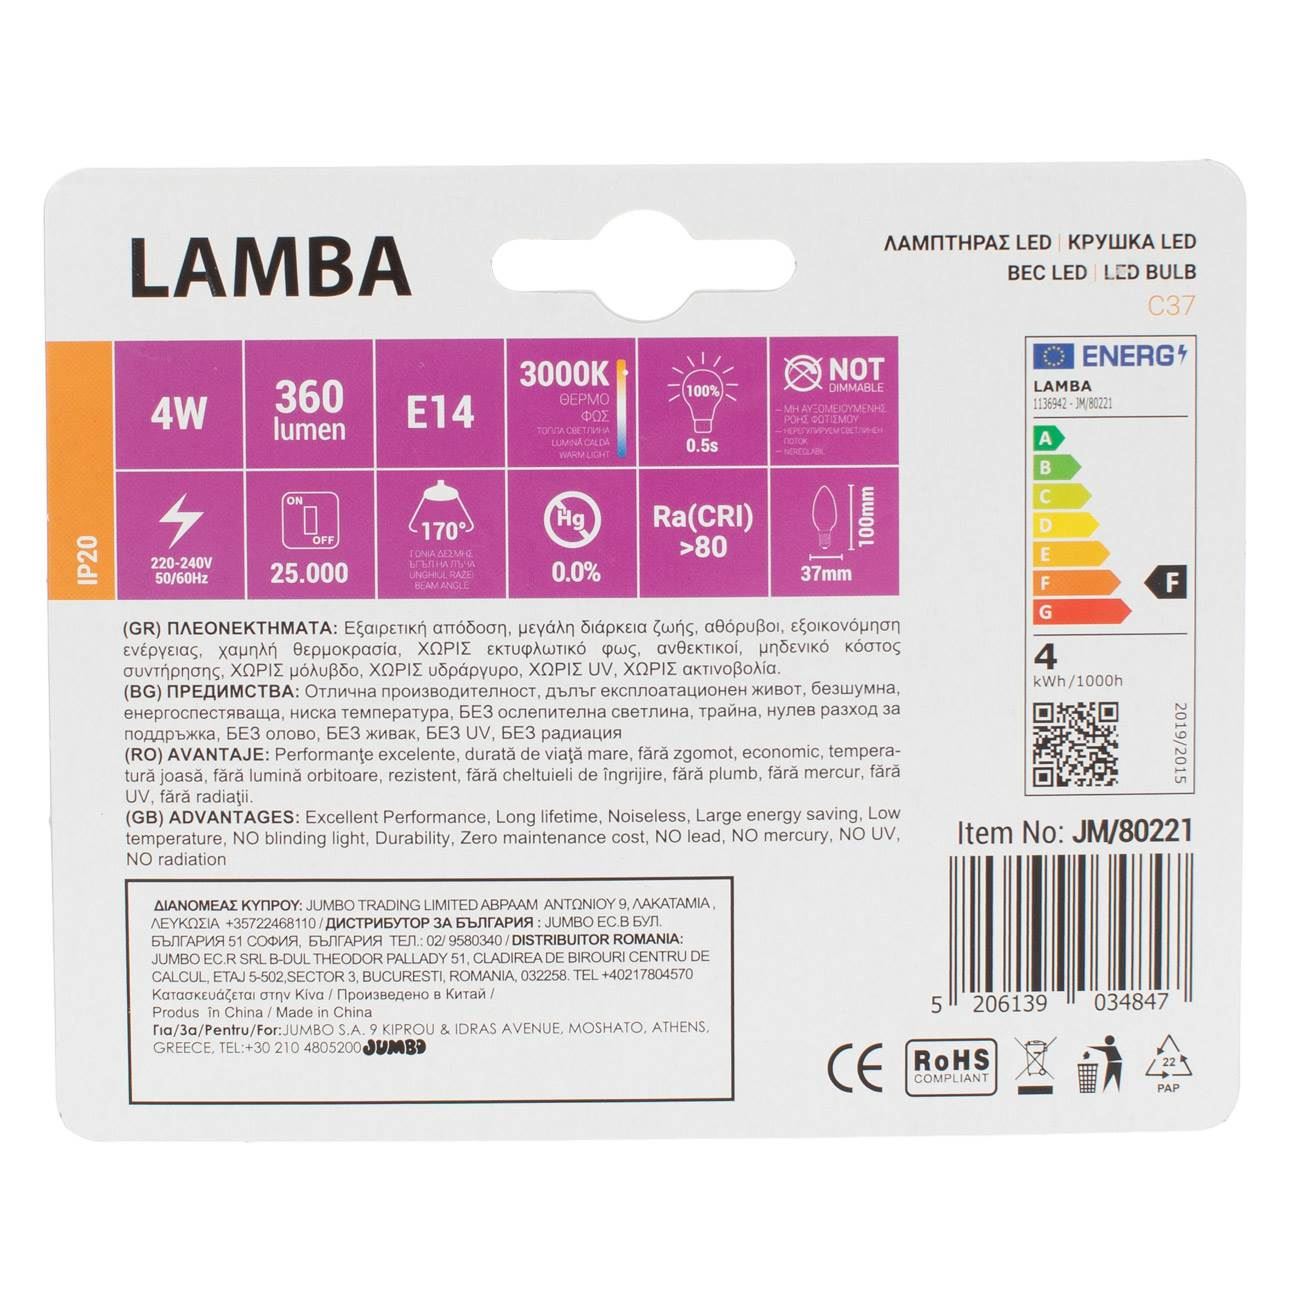 LAMBA
ΛΑΜΠΤΗΡΑΣ LED | КРУШКА LED
BEC LED | LED BULB
C37
IP20
4W
360
lumen
E14
3000K
ΘΕΡΜΟ
ΦΩΣ
ТОПЛА СВЕТЛИНА
LUMINĂ CALDĂ
WARM LIGHT
100%
0.5s
NOT
DIMMABLE
— ΜΗ ΑΥΞΟΜΕΙΟΥΜΕΝΗΣ
ΡΟΗΣ ΦΩΤΙΣΜΟΥ
— НЕРЕГУЛИРУЕМ СВЕТЛИНЕН
ПОТОК
— NEREGLABIL
220-240V
50/60Hz
ON
OFF
25.000
170°
ΓΩΝΙΑ ΔΕΣΜΗΣ
ЪГЪЛ НА ЛЪЧА
UNGHIUL RAZEI
BEAM ANGLE
Hg
0.0%
Ra(CRI)
>80
100mm
37mm
ENERG
LAMBA
1136942 - JM/80221
A
B
C
D
E
F
G
F
4
kWh/1000h
2019/2015
(GR) ΠΛΕΟΝΕΚΤΗΜΑΤΑ: Εξαιρετική απόδοση, μεγάλη διάρκεια ζωής, αθόρυβοι, εξοικονόμηση
ενέργειας, χαμηλή θερμοκρασία, ΧΩΡΙΣ εκτυφλωτικό φως, ανθεκτικοί, μηδενικό κόστος
συντήρησης, ΧΩΡΙΣ μόλυβδο, ΧΩΡΙΣ υδράργυρο, ΧΩΡΙΣ UV, ΧΩΡΙΣ ακτινοβολία.
(BG) ПРЕДИМСТВА: Отлична производителност, дълъг експлоатационен живот, безшумна,
енергоспестяваща, ниска температура, БЕЗ ослепителна светлина, трайна, нулев разход за
поддръжка, БЕЗ олово, БЕЗ живак, БЕЗ UV, БЕЗ радиация
(RO) AVANTAJE: Performanțe excelente, durată de viață mare, fără zgomot, economic, tempera-
tură joasă, fără lumină orbitoare, rezistent, fără cheltuieli de îngrijire, fără plumb, fără mercur, fără
UV, fără radiații.
(GB) ADVANTAGES: Excellent Performance, Long lifetime, Noiseless, Large energy saving, Low
temperature, NO blinding light, Durability, Zero maintenance cost, NO lead, NO mercury, NO UV,
NO radiation
ΔΙΑΝΟΜΕΑΣ ΚΥΠΡΟΥ: JUMBO TRADING LIMITED ΑΒΡΑΑΜ ΑΝΤΩΝΙΟΥ 9, ΛΑΚΑΤΑΜΙΑ,
ΛΕΥΚΩΣΙΑ +35722468110 / ДИСТРИБУТОР ЗА БЪЛГАРИЯ : JUMBO EC.B БУЛ.
БЪЛГАРИЯ 51 СОФИЯ, БЪЛГАРИЯ ТЕЛ.: 02/ 9580340 / DISTRIBUITOR ROMANIA:
JUMBO EC.R SRL B-DUL THEODOR PALLADY 51, CLADIREA DE BIROURI CENTRU DE
CALCUL, ETAJ 5-502,SECTOR 3, BUCURESTI, ROMANIA, 032258. TEL +40217804570
Κατασκευάζεται στην Κίνα / Произведено в Китай /
Produs în China / Made in China
Για/За/Pentru/For:JUMBO S.A. 9 KIPROU & IDRAS AVENUE, MOSHATO, ATHENS,
GREECE, TEL:+30 210 4805200 JUMBO
Item No: JM/80221
5 206139 034847
CE
RoHS
COMPLIANT
22
PAP